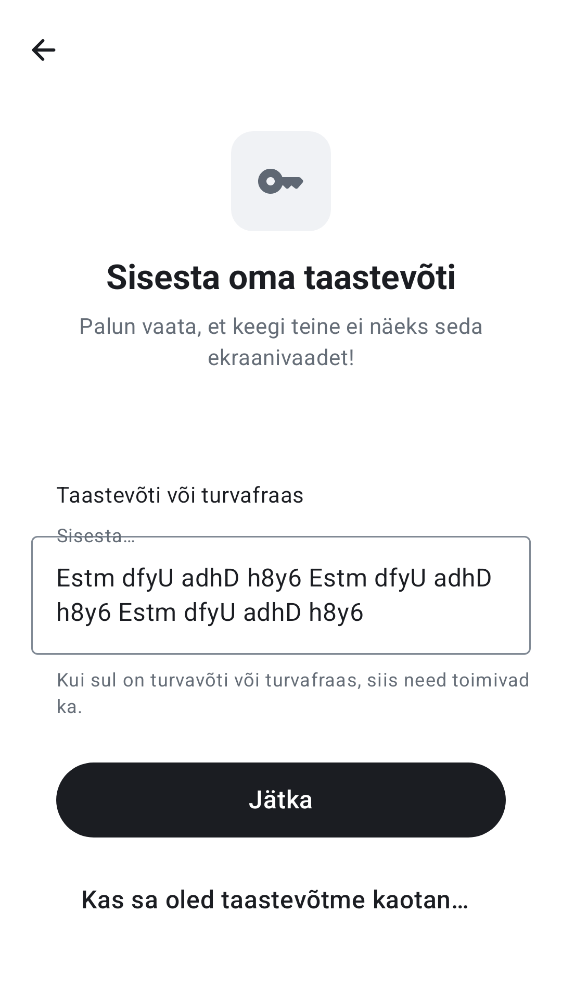 Sisesta oma taastevõti
Palun vaata, et keegi teine ei näeks seda
ekraanivaadet!
Taastevõti või turvafraas
Sisesta…
Estm dfyU adhD h8y6 Estm dfyU adhD
h8y6 Estm dfyU adhD h8y6
Kui sul on turvavõti või turvafraas, siis need toimivad
ka.
Jätka
Kas sa oled taastevõtme kaotan…